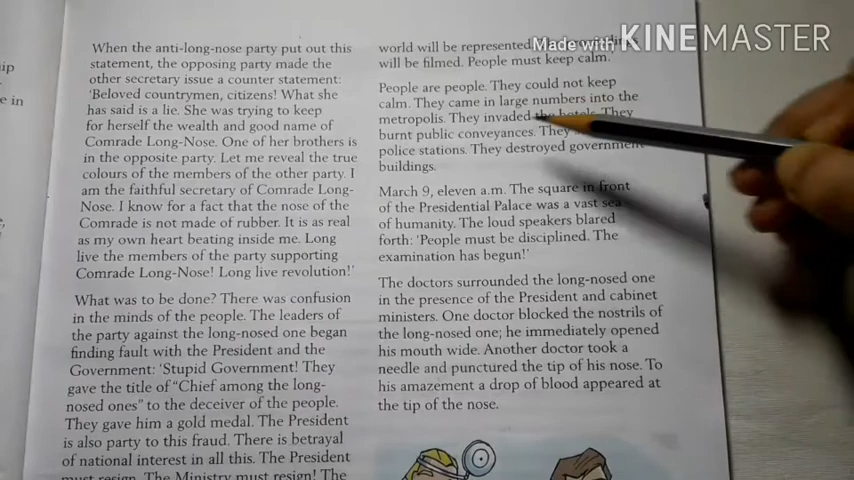 When the anti-long-nose party put out this
statement, the opposing party made the
other secretary issue a counter statement:
'Beloved countrymen, citizens! What she
has said is a lie. She was trying to keep
for herself the wealth and good name of
Comrade Long-Nose. One of her brothers is
in the opposite party. Let me reveal the true
colours of the members of the other party. I
am the faithful secretary of Comrade Long-
Nose. I know for a fact that the nose of the
Comrade is not made of rubber. It is as real
as my own heart beating inside me. Long
live the members of the party supporting
Comrade Long-Nose! Long live revolution!'
What was to be done? There was confusion
in the minds of the people. The leaders of
the party against the long-nosed one began
finding fault with the President and the
Government: 'Stupid Government! They
gave the title of “Chief among the long-
nosed ones” to the deceiver of the people.
They gave him a gold medal. The President
is also party to this fraud. There is betrayal
of national interest in all this. The President
must resign. The Ministry must resign! The
world will be represented
will be filmed. People must keep calm.'
People are people. They could not keep
calm. They came in large numbers into the
metropolis. They invaded the hotels. They
burnt public conveyances. They
police stations. They destroyed government
buildings.
March 9, eleven a.m. The square in front
of the Presidential Palace was a vast sea
of humanity. The loud speakers blared
forth: 'People must be disciplined. The
examination has begun!'
The doctors surrounded the long-nosed one
in the presence of the President and cabinet
ministers. One doctor blocked the nostrils of
the long-nosed one; he immediately opened
his mouth wide. Another doctor took a
needle and punctured the tip of his nose. To
his amazement a drop of blood appeared at
the tip of the nose.
Made with KINEMASTER